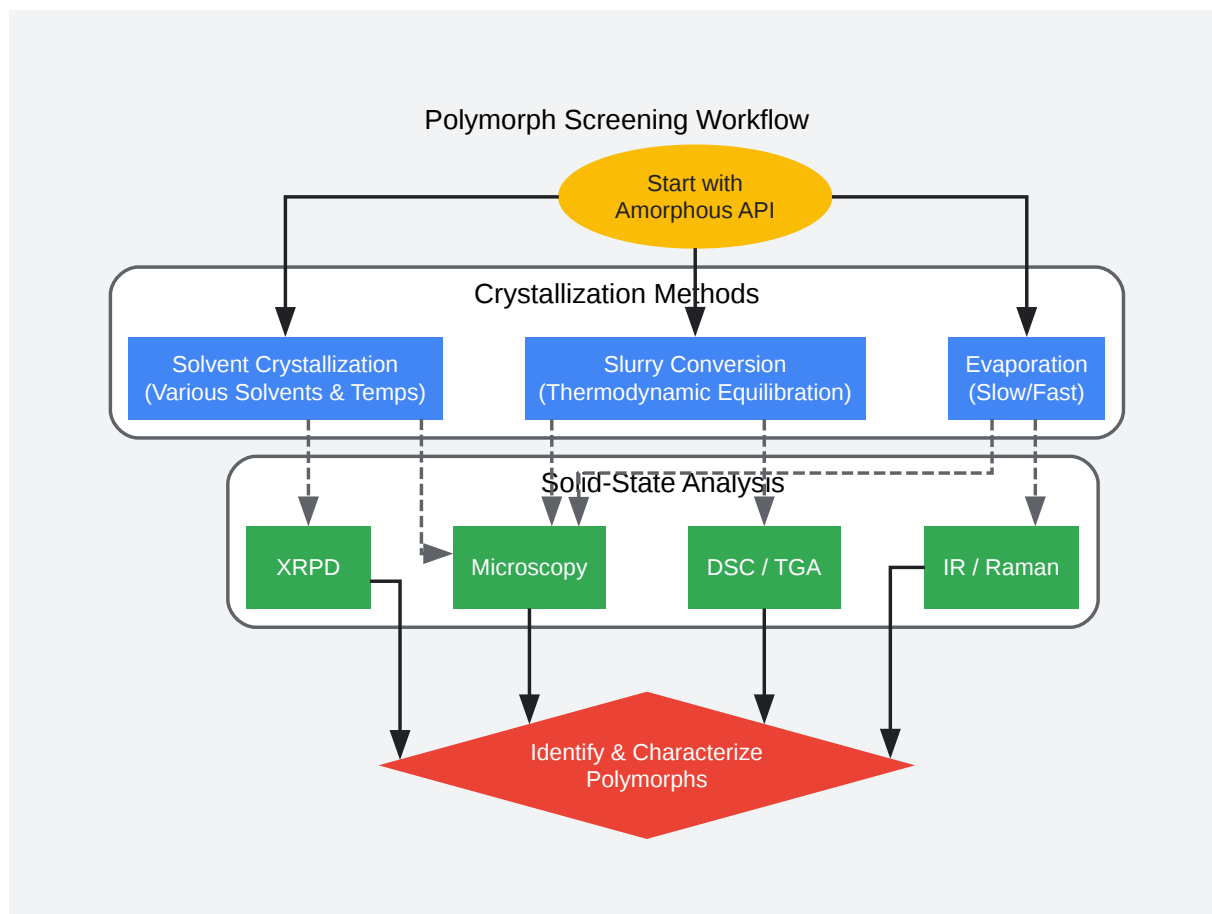 Polymorph Screening Workflow
Start with
Amorphous API
Crystallization Methods
Solvent Crystallization
(Various Solvents & Temps)
Slurry Conversion
(Thermodynamic Equilibration)
Evaporation
(Slow/Fast)
Solid-State Analysis
XRPD
Microscopy
DSC / TGA
IR / Raman
Identify & Characterize
Polymorphs